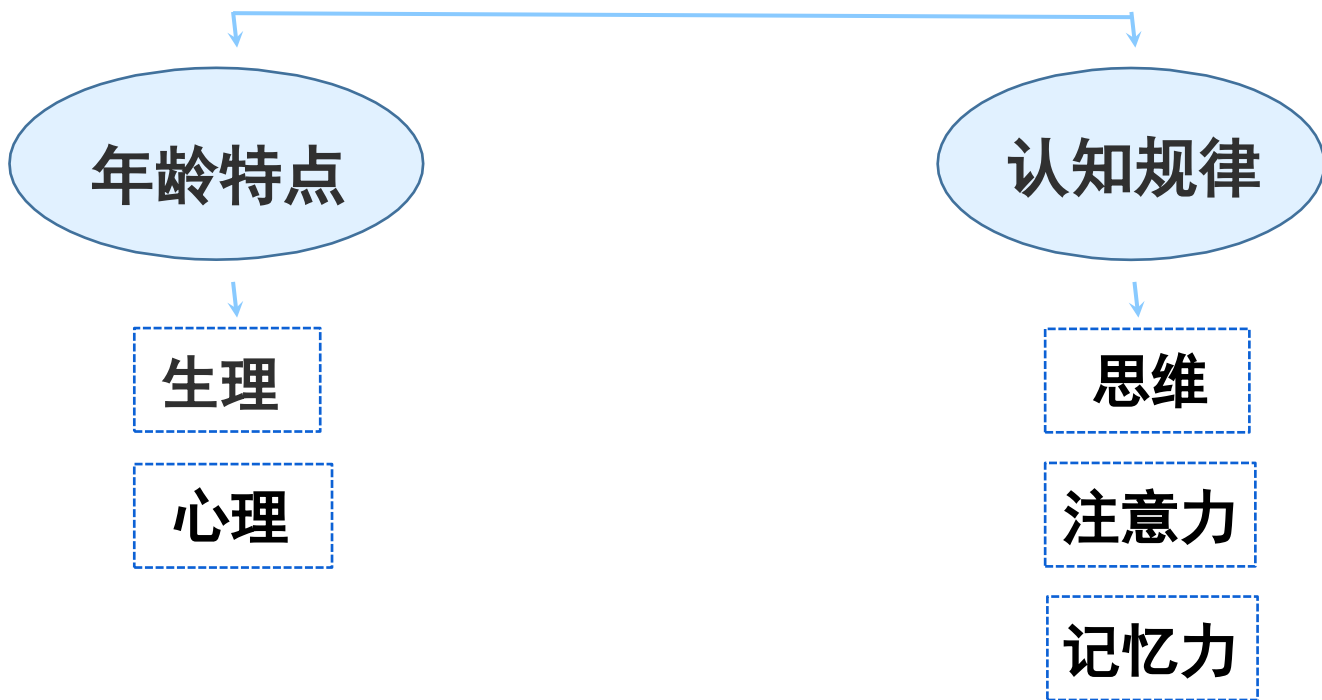 年龄特点
生理
心理
认知规律
思维
注意力
记忆力